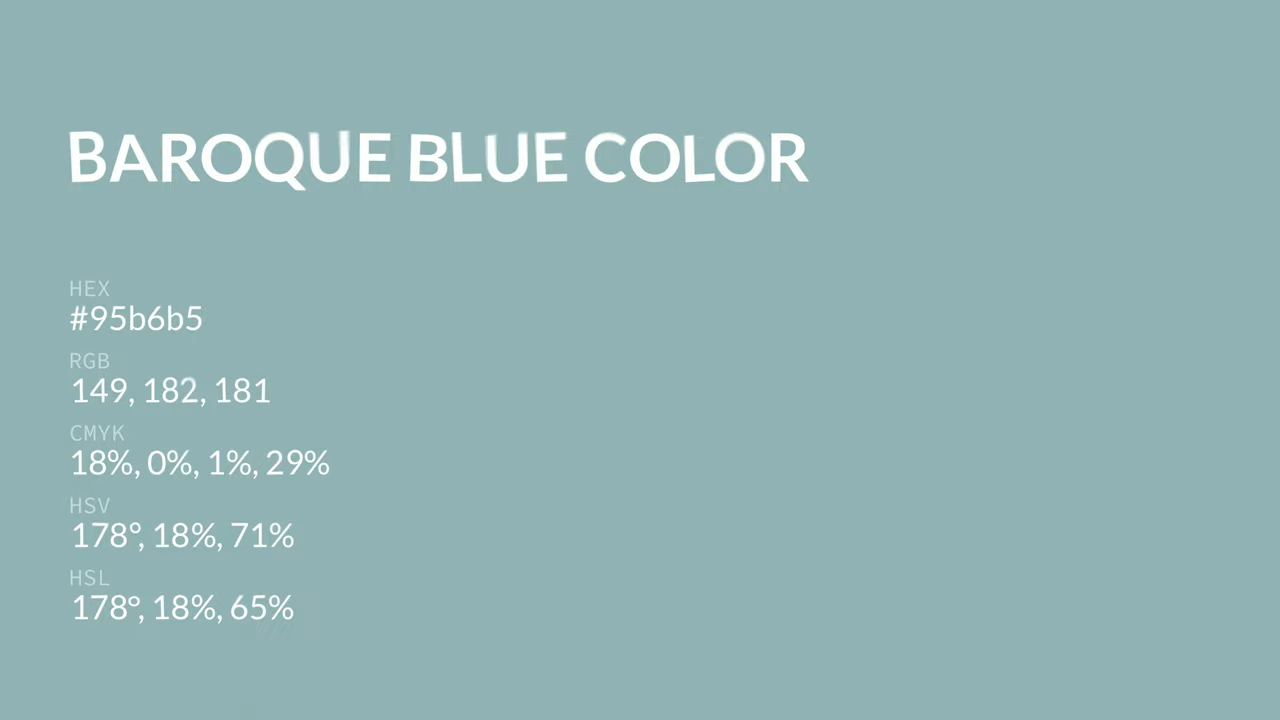 BAROQUE BLUE COLOR
HEX
#95b6b5
RGB
149, 182, 181
CMYK
18%, 0%, 1%, 29%
HSV
178°, 18%, 71%
HSL
178°, 18%, 65%